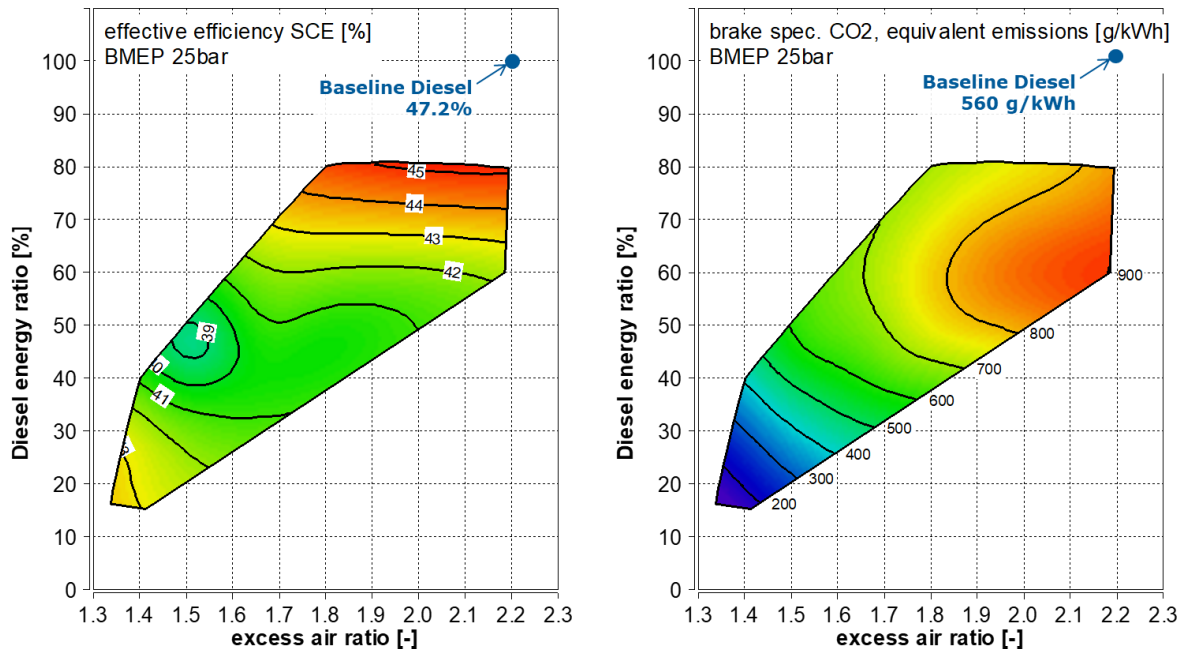 effective efficiency SCE [%]
BMEP 25bar
Baseline Diesel
47.2%
Diesel energy ratio [%]
100
90
80
70
60
50
40
30
20
10
0
45
44
43
42
39
0
41
1.3 1.4 1.5 1.6 1.7 1.8 1.9 2.0 2.1 2.2 2.3
excess air ratio [-]
brake spec. CO2, equivalent emissions [g/kWh]
BMEP 25bar
Baseline Diesel
560 g/kWh
Diesel energy ratio [%]
100
90
80
70
60
50
40
30
20
10
0
900
800
700
600
500
400
300
200
1.3 1.4 1.5 1.6 1.7 1.8 1.9 2.0 2.1 2.2 2.3
excess air ratio [-]